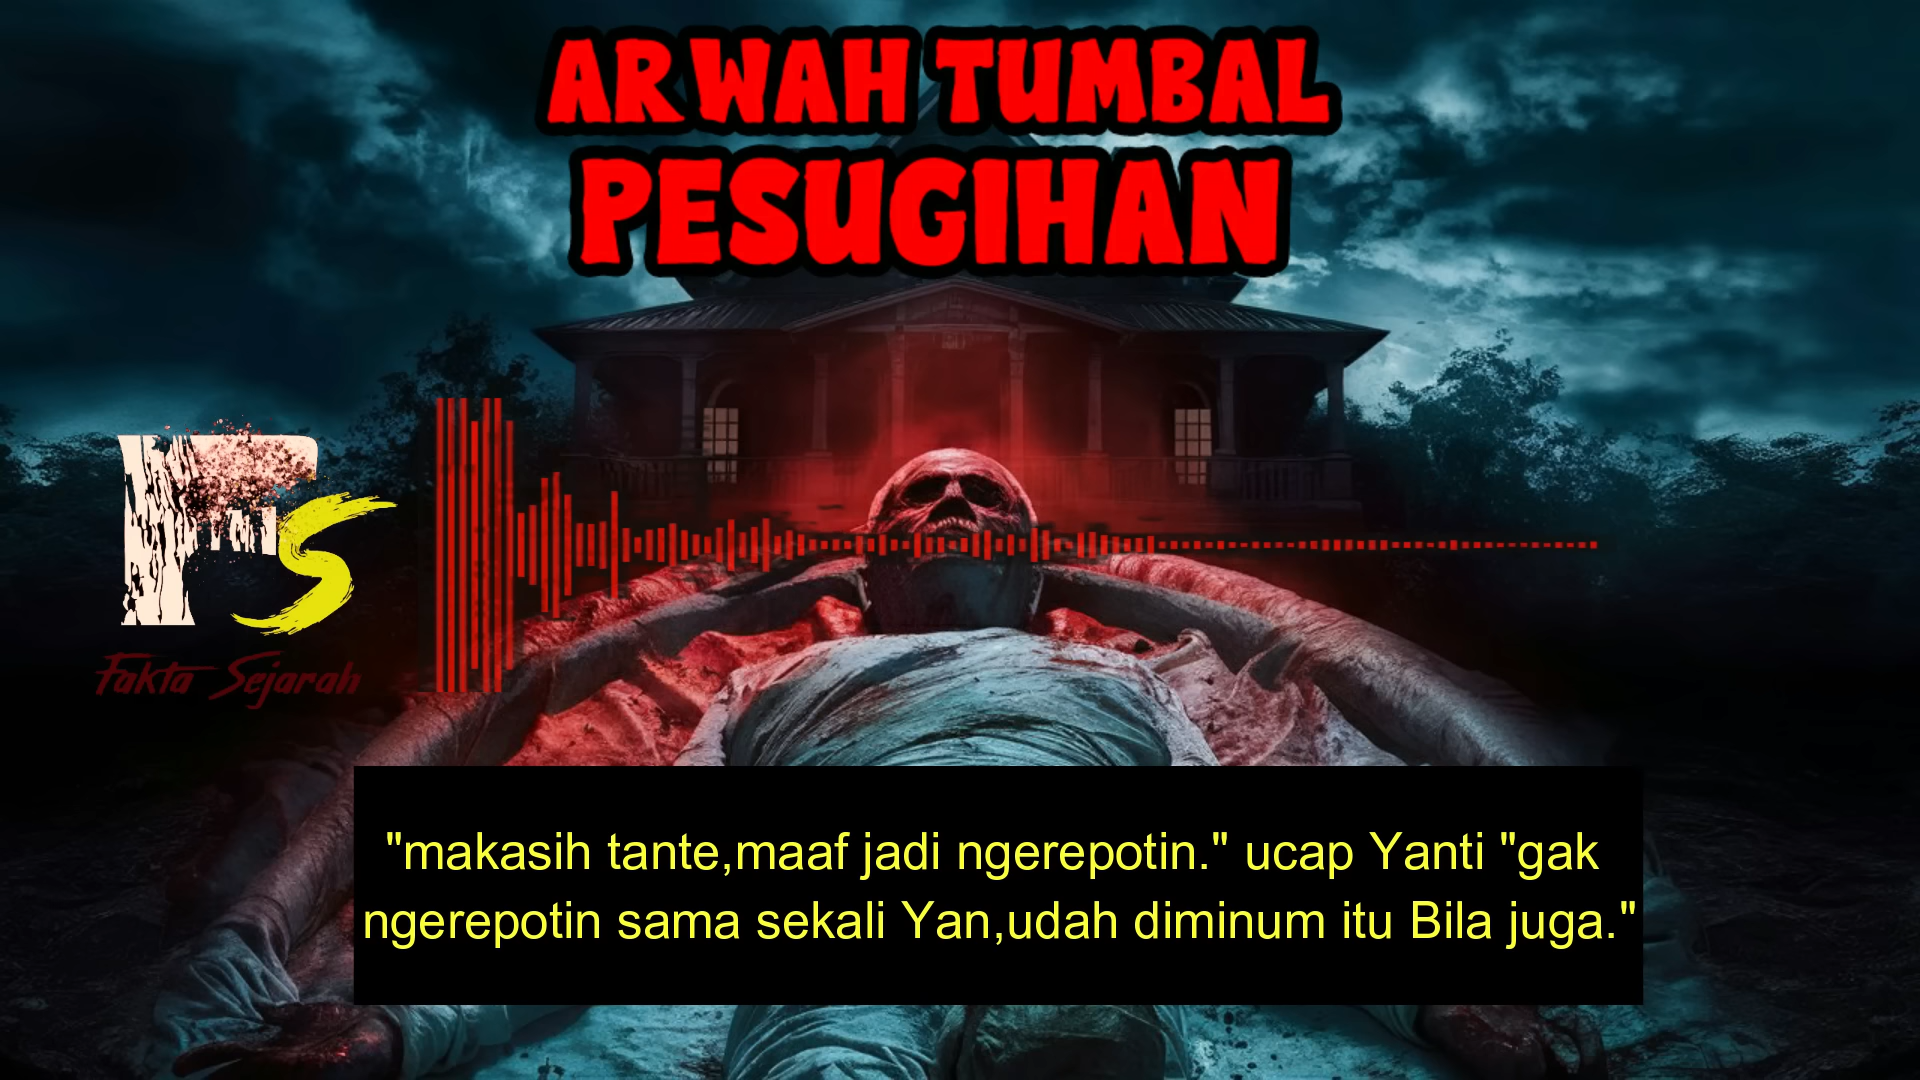 ARWAH TUMBAL
PESUGIHAN
FS
Fakta Sejarah
"makasih tante,maaf jadi ngerepotin." ucap Yanti "gak
ngerepotin sama sekali Yan,udah diminum itu Bila juga."